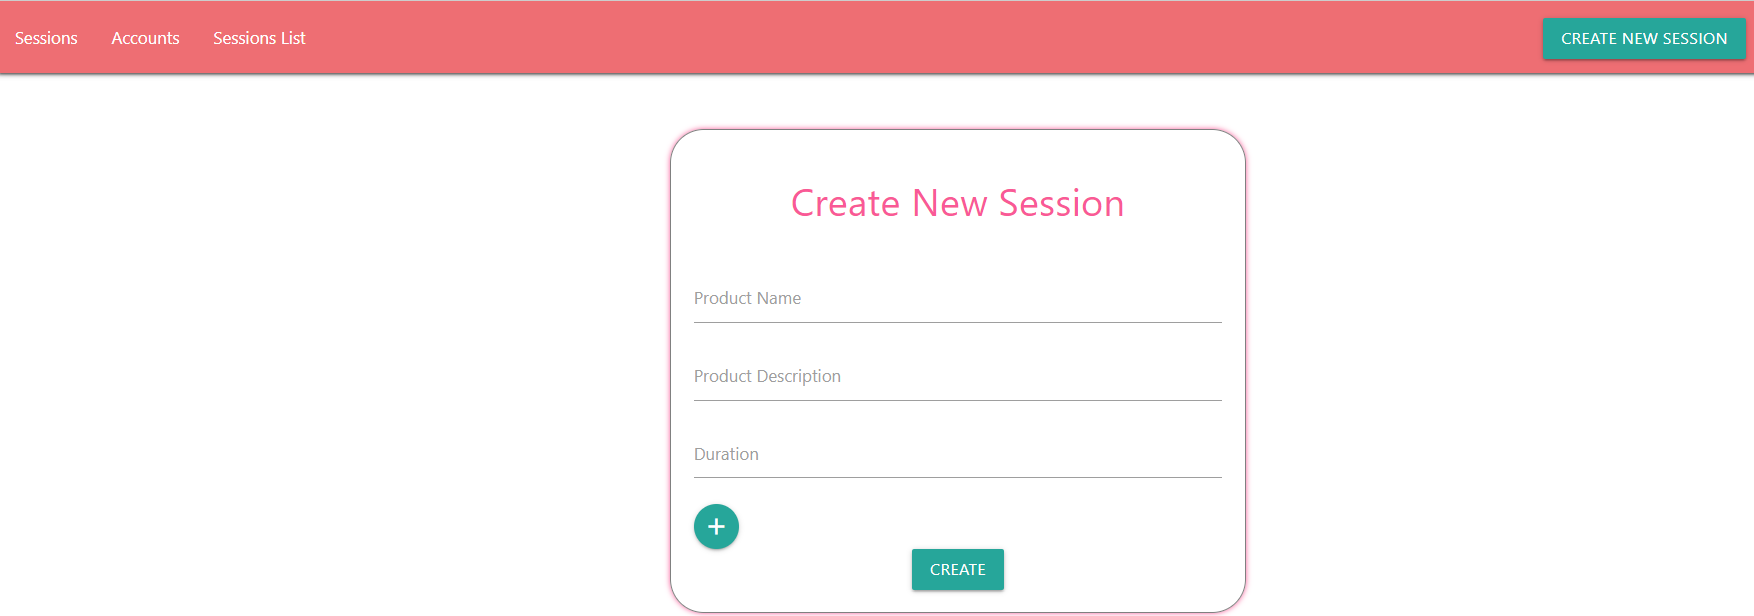 Sessions Accounts Sessions List CREATE NEW SESSION
Create New Session
Product Name
Product Description
Duration
+
CREATE